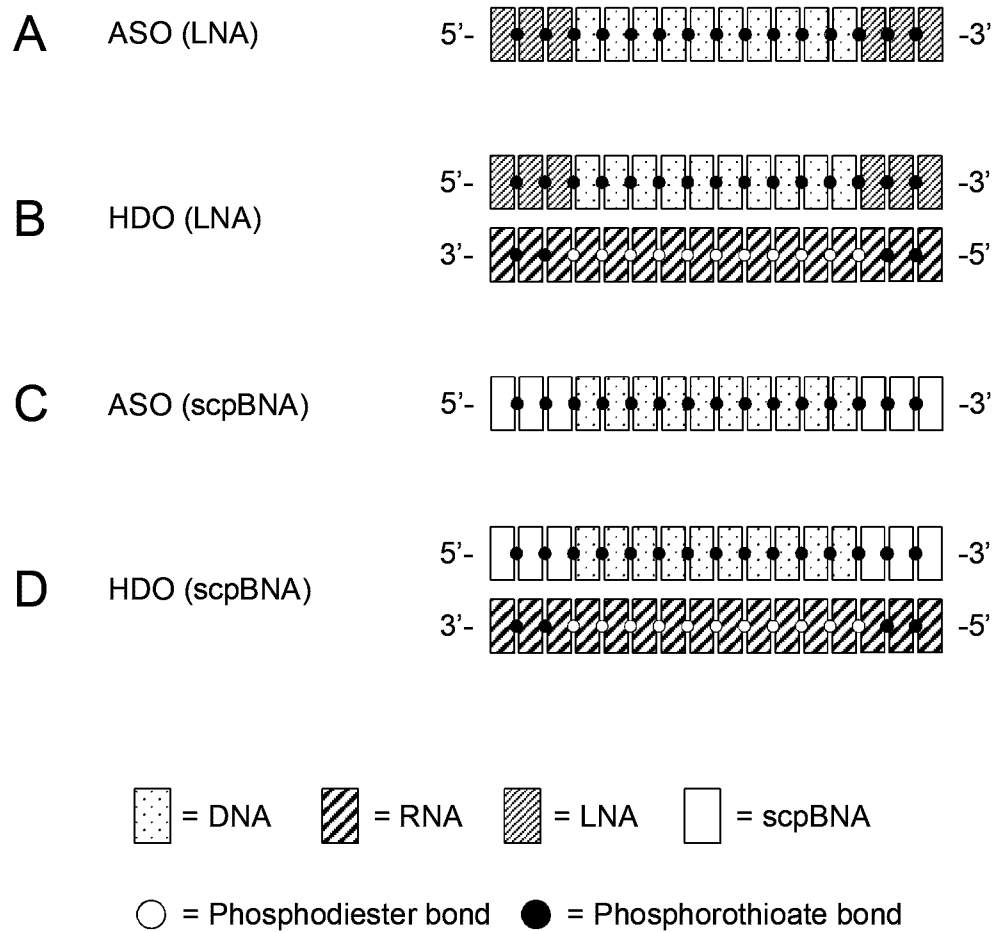 A ASO (LNA) 5’- -3’
5’- -3’
B HDO (LNA)
3’- -5’
C ASO (scpBNA) 5’- -3’
5’- -3’
D HDO (scpBNA)
3’- -5’
= DNA = RNA = LNA = scpBNA
= Phosphodiester bond = Phosphorothioate bond